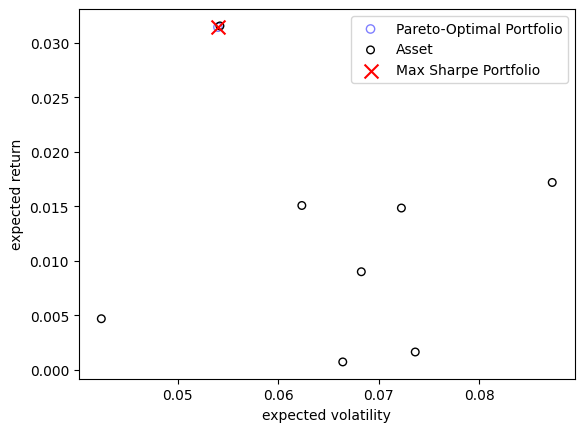 Pareto-Optimal Portfolio
Asset
Max Sharpe Portfolio
expected return
0.030
0.025
0.020
0.015
0.010
0.005
0.000
0.05 0.06 0.07 0.08
expected volatility